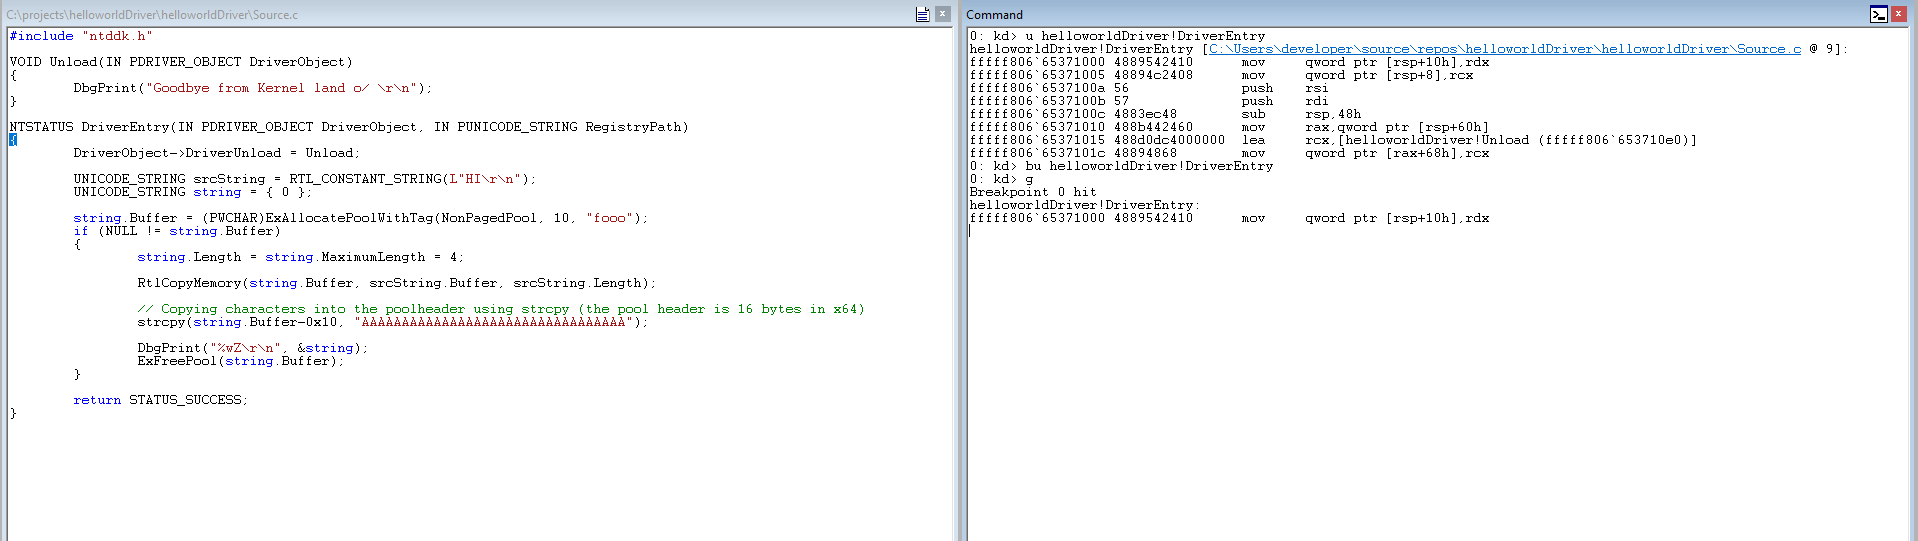 C:\projects\helloworldDriver\helloworldDriver\Source.c
#include "ntddk.h"
VOID Unload(IN PDRIVER_OBJECT DriverObject)
{
DbgPrint("Goodbye from Kernel land o/ \r\n");
}
NTSTATUS DriverEntry(IN PDRIVER_OBJECT DriverObject, IN PUNICODE_STRING RegistryPath)
{
DriverObject->DriverUnload = Unload;
UNICODE_STRING srcString = RTL_CONSTANT_STRING(L"HI\r\n");
UNICODE_STRING string = { 0 };
string.Buffer = (PWCHAR)ExAllocatePoolWithTag(NonPagedPool, 10, "fooo");
if (NULL != string.Buffer)
{
string.Length = string.MaximumLength = 4;
RtlCopyMemory(string.Buffer, srcString.Buffer, srcString.Length);
// Copying characters into the poolheader using strcpy (the pool header is 16 bytes in x64)
strcpy(string.Buffer-0x10, "AAAAAAAAAAAAAAAAAAAAAAAAAAAAAAAAA");
DbgPrint("%wZ\r\n", &string);
ExFreePool(string.Buffer);
}
return STATUS_SUCCESS;
}
Command
0: kd> u helloworldDriver!DriverEntry
helloworldDriver!DriverEntry [C:\Users\developer\source\repos\helloworldDriver\helloworldDriver\Source.c @ 9]:
fffff806`65371000 4889542410 mov qword ptr [rsp+10h],rdx
fffff806`65371005 48894c2408 mov qword ptr [rsp+8],rcx
fffff806`6537100a 56 push rsi
fffff806`6537100b 57 push rdi
fffff806`6537100c 4883ec48 sub rsp,48h
fffff806`65371010 488b442460 mov rax,qword ptr [rsp+60h]
fffff806`65371015 488d0dc4000000 lea rcx,[helloworldDriver!Unload (fffff806`653710e0)]
fffff806`6537101c 48894868 mov qword ptr [rax+68h],rcx
0: kd> bu helloworldDriver!DriverEntry
0: kd> g
Breakpoint 0 hit
helloworldDriver!DriverEntry:
fffff806`65371000 4889542410 mov qword ptr [rsp+10h],rdx